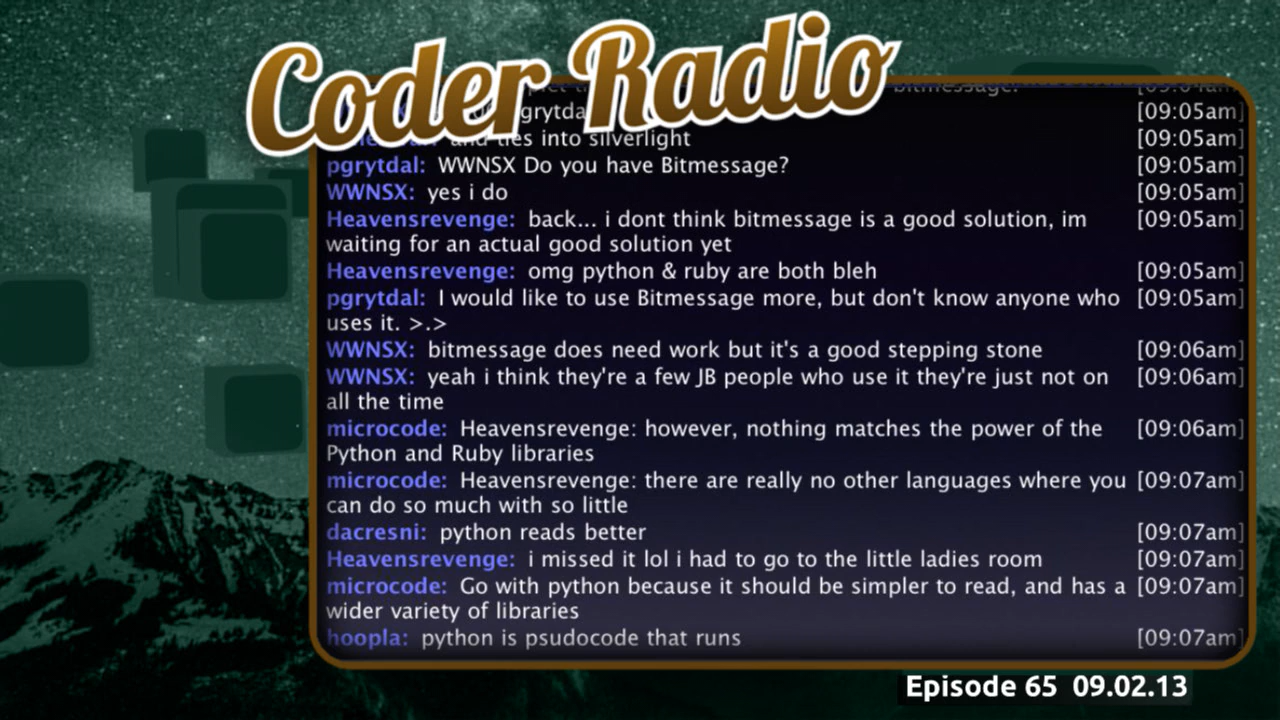 Coder Radio
bitmessage. [09:04am]
grytda [09:05am]
and ties into silverlight [09:05am]
pgrytdal: WWNSX Do you have Bitmessage? [09:05am]
WWNSX: yes i do [09:05am]
Heavensrevenge: back... i dont think bitmessage is a good solution, im [09:05am]
waiting for an actual good solution yet
Heavensrevenge: omg python & ruby are both bleh [09:05am]
pgrytdal: I would like to use Bitmessage more, but don't know anyone who [09:05am]
uses it. >.>
WWNSX: bitmessage does need work but it's a good stepping stone [09:06am]
WWNSX: yeah i think they're a few JB people who use it they're just not on [09:06am]
all the time
microcode: Heavensrevenge: however, nothing matches the power of the [09:06am]
Python and Ruby libraries
microcode: Heavensrevenge: there are really no other languages where you [09:07am]
can do so much with so little
dacresni: python reads better [09:07am]
Heavensrevenge: i missed it lol i had to go to the little ladies room [09:07am]
microcode: Go with python because it should be simpler to read, and has a [09:07am]
wider variety of libraries
hoopla: python is psudocode that runs [09:07am]
Episode 65 09.02.13